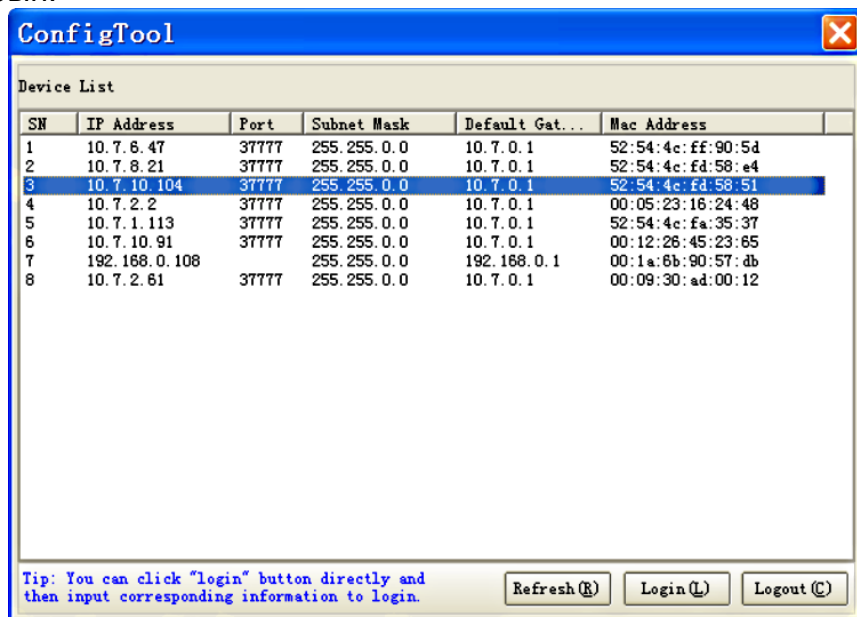 ConfigTool
Device List
SN IP Address Port Subnet Mask Default Gat... Mac Address
1 10.7.6.47 37777 255.255.0.0 10.7.0.1 52:54:4c:ff:90:5d
2 10.7.8.21 37777 255.255.0.0 10.7.0.1 52:54:4c:fd:58:e4
3 10.7.10.104 37777 255.255.0.0 10.7.0.1 52:54:4c:fd:58:51
4 10.7.2.2 37777 255.255.0.0 10.7.0.1 00:05:23:16:24:48
5 10.7.1.113 37777 255.255.0.0 10.7.0.1 52:54:4c:fa:35:37
6 10.7.10.91 37777 255.255.0.0 10.7.0.1 00:12:26:45:23:65
7 192.168.0.108 255.255.0.0 192.168.0.1 00:1a:6b:90:57:db
8 10.7.2.61 37777 255.255.0.0 10.7.0.1 00:09:30:ad:00:12
Tip: You can click "login" button directly and
then input corresponding information to login.
Refresh(R) Login(L) Logout(C)